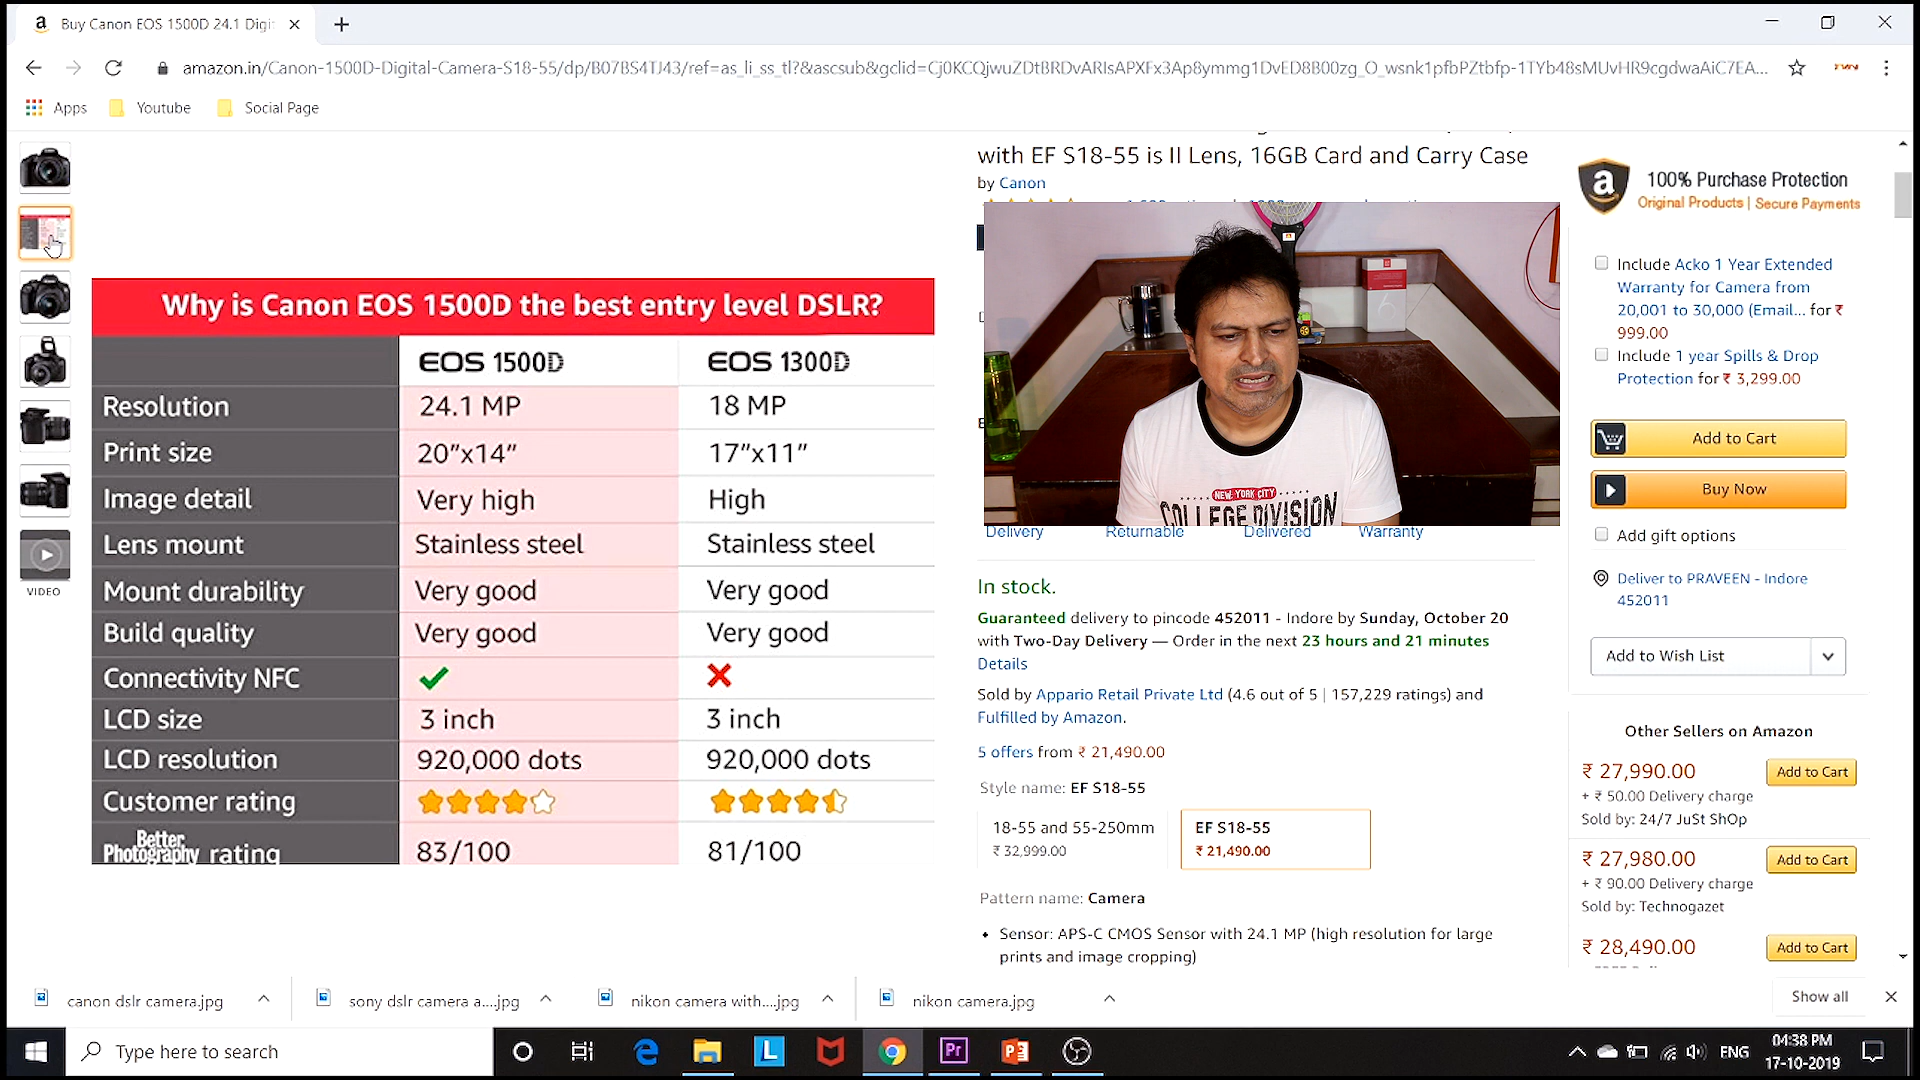 Buy Canon EOS 1500D 24.1 Digi
amazon.in/Canon-1500D-Digital-Camera-S18-55/dp/B07BS4TJ43/ref=as_li_ss_tl?&ascsub&gclid=Cj0KCQjwuZDtBRDvARIsAPXFx3Ap8ymmg1DvED8B00zg_O_wsnk1pfbPZtbfp-1TYb48sMUvHR9cgdwaAiC7EA...
Apps
Youtube
Social Page
VIDEO
Why is Canon EOS 1500D the best entry level DSLR?
EOS 1500D EOS 1300D
Resolution 24.1 MP 18 MP
Print size 20”x14” 17”x11”
Image detail Very high High
Lens mount Stainless steel Stainless steel
Mount durability Very good Very good
Build quality Very good Very good
Connectivity NFC
LCD size 3 inch 3 inch
LCD resolution 920,000 dots 920,000 dots
Customer rating
Better Photography rating 83/100 81/100
with EF S18-55 is II Lens, 16GB Card and Carry Case
by Canon
NEW YORK CITY
COLLEGE DIVISION
Delivery Returnable Delivered Warranty
In stock.
Guaranteed delivery to pincode 452011 - Indore by Sunday, October 20
with Two-Day Delivery — Order in the next 23 hours and 21 minutes
Details
Sold by Appario Retail Private Ltd (4.6 out of 5 | 157,229 ratings) and
Fulfilled by Amazon.
5 offers from ₹ 21,490.00
Style name: EF S18-55
18-55 and 55-250mm
₹ 32,999.00
EF S18-55
₹ 21,490.00
Pattern name: Camera
• Sensor: APS-C CMOS Sensor with 24.1 MP (high resolution for large
prints and image cropping)
100% Purchase Protection
Original Products | Secure Payments
Include Acko 1 Year Extended
Warranty for Camera from
20,001 to 30,000 (Email... for ₹
999.00
Include 1 year Spills & Drop
Protection for ₹ 3,299.00
Add to Cart
Buy Now
Add gift options
Deliver to PRAVEEN - Indore
452011
Add to Wish List
Other Sellers on Amazon
₹ 27,990.00 Add to Cart
+ ₹ 50.00 Delivery charge
Sold by: 24/7 JuSt ShOp
₹ 27,980.00 Add to Cart
+ ₹ 90.00 Delivery charge
Sold by: Technogazet
₹ 28,490.00 Add to Cart
canon dslr camera.jpg
sony dslr camera a....jpg
nikon camera with....jpg
nikon camera.jpg
Show all
Type here to search
ENG
04:38 PM
17-10-2019